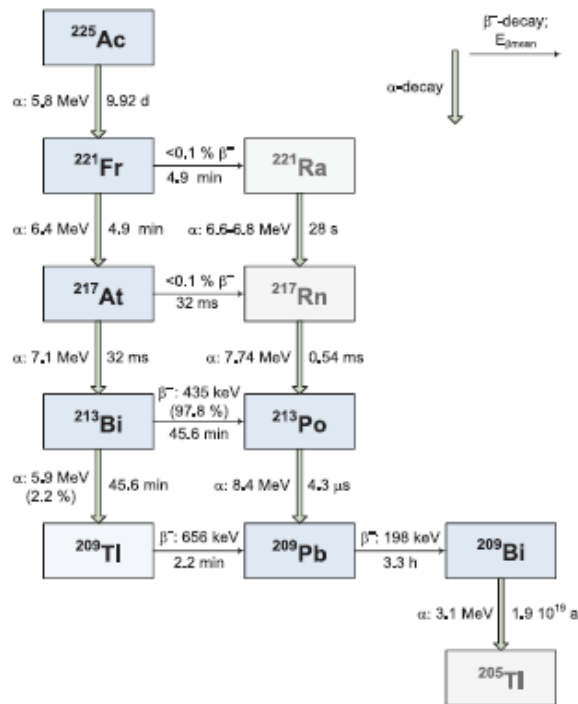 ²²⁵Ac
β⁻-decay;
E_βmean
α-decay
α: 5.8 MeV 9.92 d
²²¹Fr
<0.1 % β⁻
4.9 min
²²¹Ra
α: 6.4 MeV 4.9 min
α: 6.6-6.8 MeV 28 s
²¹⁷At
<0.1 % β⁻
32 ms
²¹⁷Rn
α: 7.1 MeV 32 ms
α: 7.74 MeV 0.54 ms
²¹³Bi
β⁻: 435 keV
(97.8 %)
45.6 min
²¹³Po
α: 5.9 MeV 45.6 min
(2.2 %)
α: 8.4 MeV 4.3 µs
²⁰⁹Tl
β⁻: 656 keV
2.2 min
²⁰⁹Pb
β⁻: 198 keV
3.3 h
²⁰⁹Bi
α: 3.1 MeV 1.9 10¹⁹ a
²⁰⁵Tl